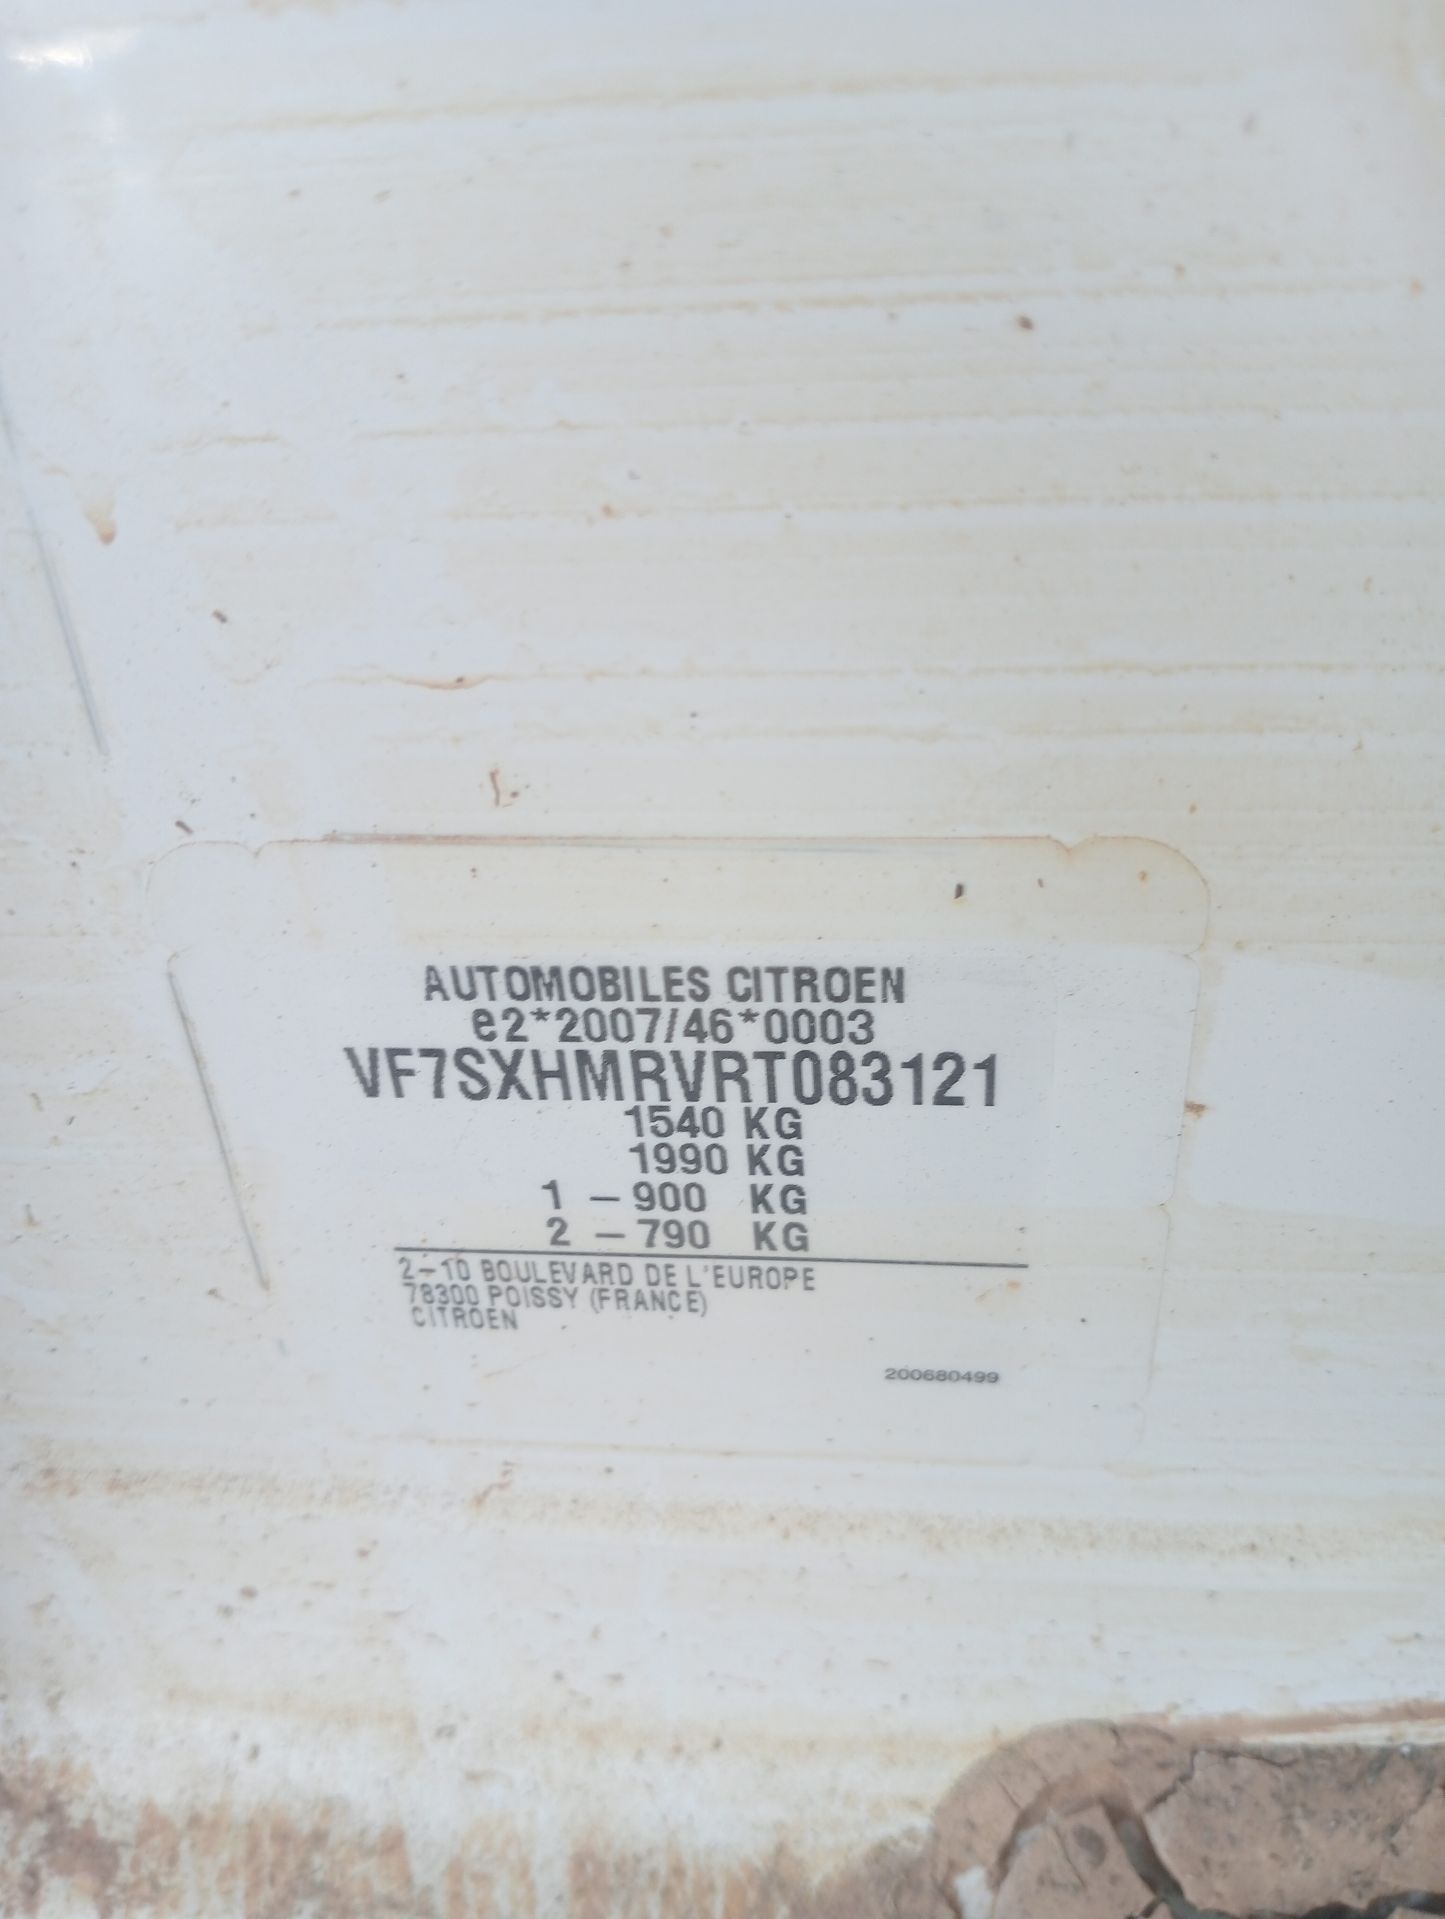 AUTOMOBILES CITROEN
e2*2007/46*0003
VF7SXHMRVRT083121
1540 KG
1990 KG
1 – 900 KG
2 – 790 KG
2–10 BOULEVARD DE L'EUROPE
78300 POISSY (FRANCE)
CITROEN
200680499